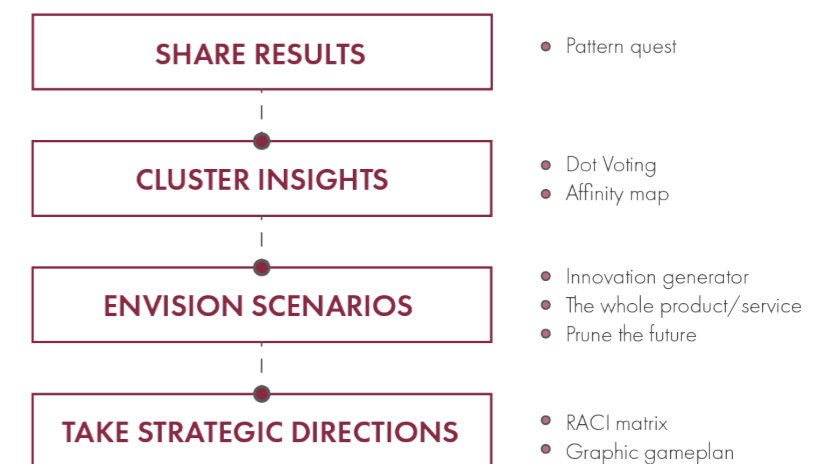 SHARE RESULTS
Pattern quest
CLUSTER INSIGHTS
Dot Voting
Affinity map
ENVISION SCENARIOS
Innovation generator
The whole product/service
Prune the future
TAKE STRATEGIC DIRECTIONS
RACI matrix
Graphic gameplan